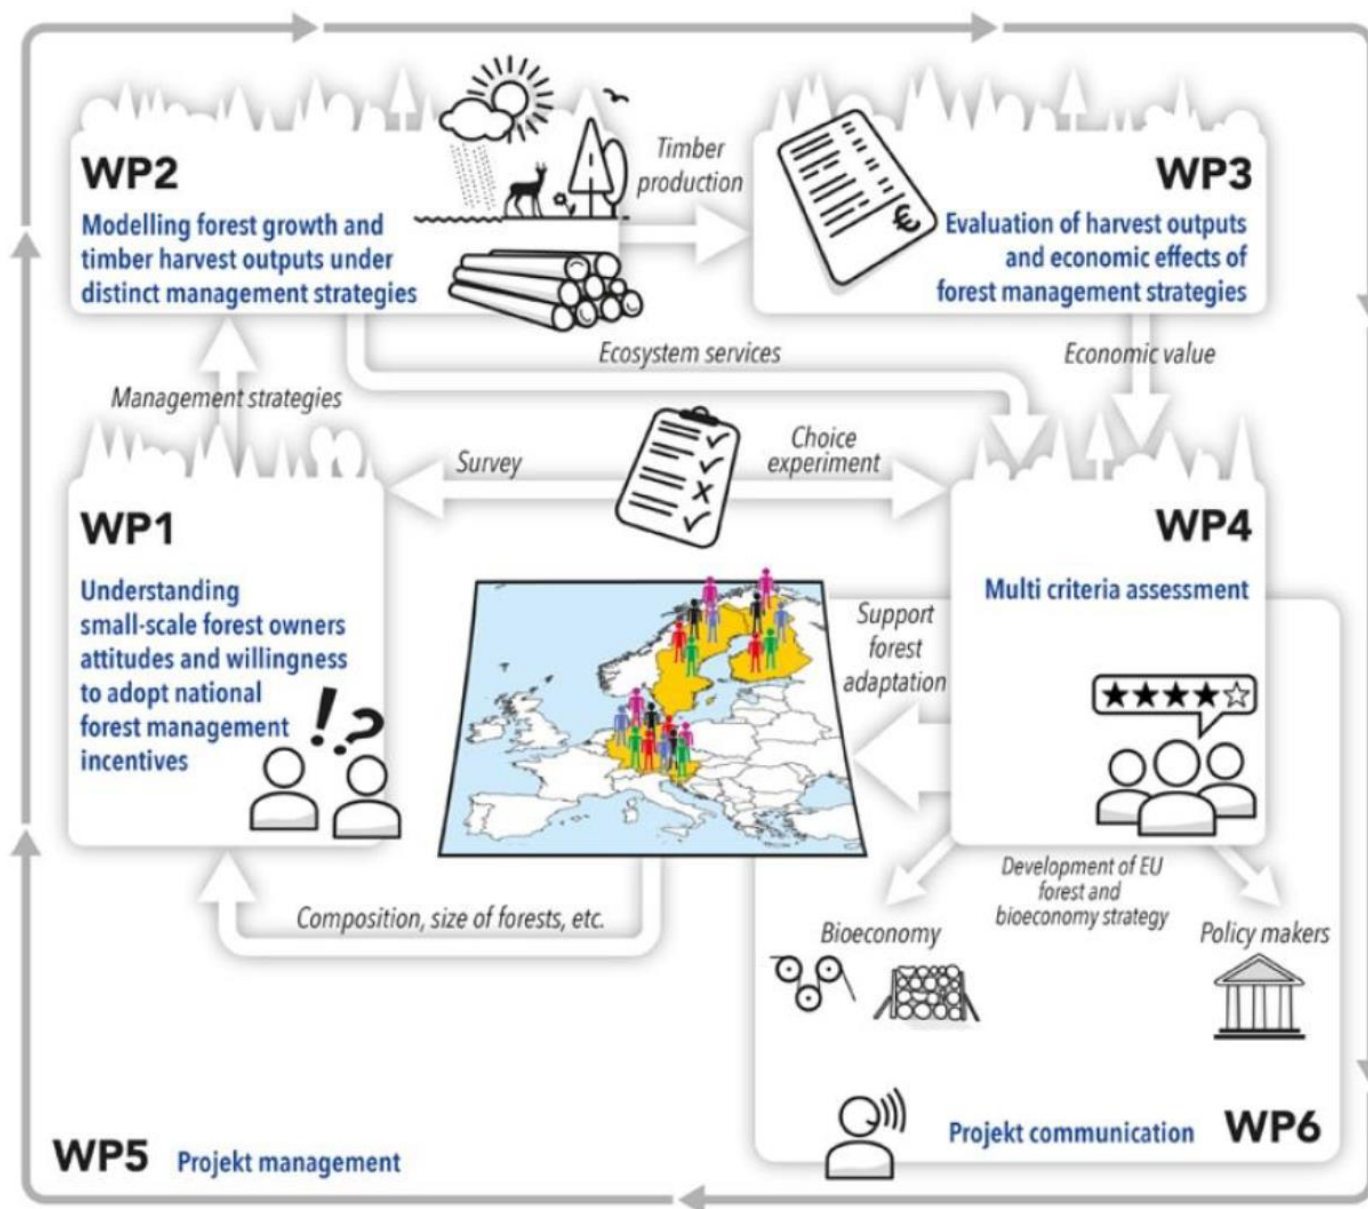 WP2
Modelling forest growth and
timber harvest outputs under
distinct management strategies
Timber
production
WP3
Evaluation of harvest outputs
and economic effects of
forest management strategies
Ecosystem services
Economic value
Management strategies
Survey
Choice
experiment
WP1
Understanding
small-scale forest owners
attitudes and willingness
to adopt national
forest management
incentives
!?
WP4
Multi criteria assessment
Support
forest
adaptation
Composition, size of forests, etc.
Development of EU
forest and
bioeconomy strategy
Bioeconomy
Policy makers
WP5 Projekt management
Projekt communication WP6